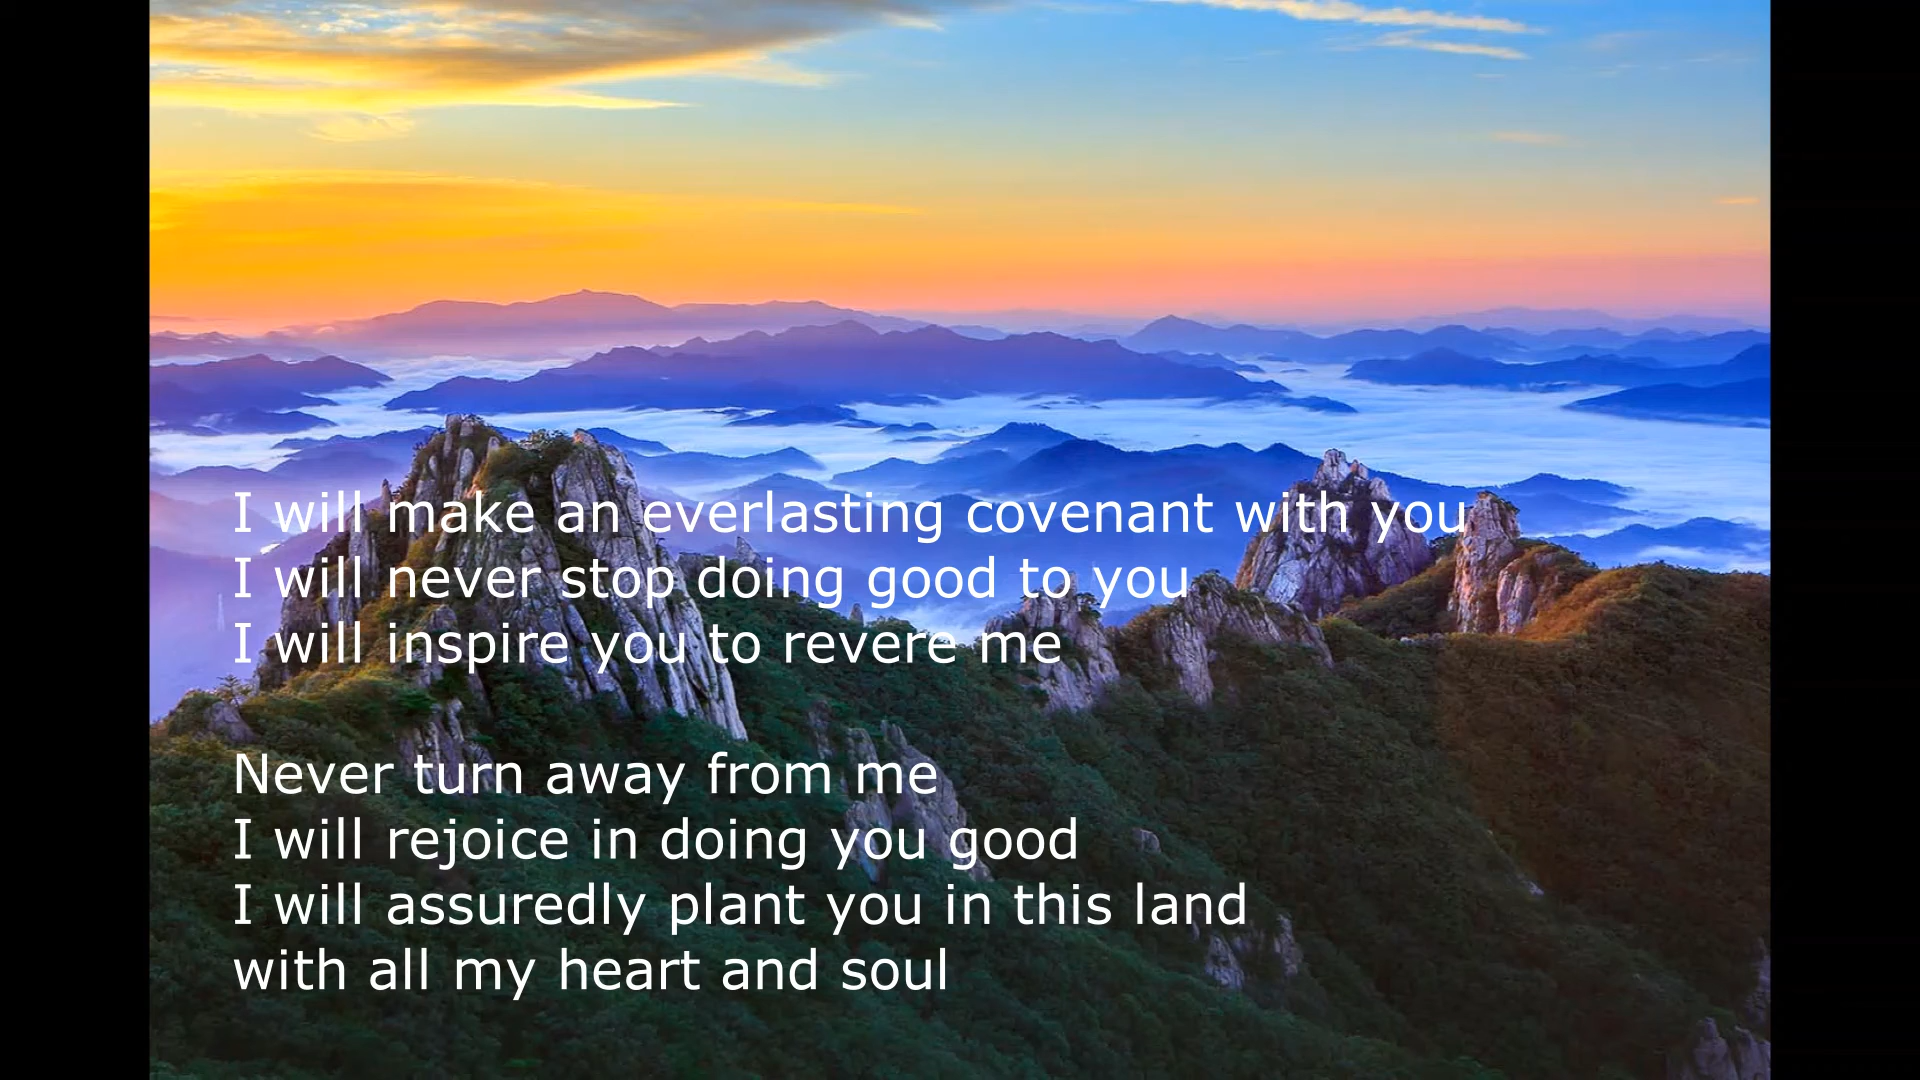 I will make an everlasting covenant with you
I will never stop doing good to you
I will inspire you to revere me
Never turn away from me
I will rejoice in doing you good
I will assuredly plant you in this land
with all my heart and soul